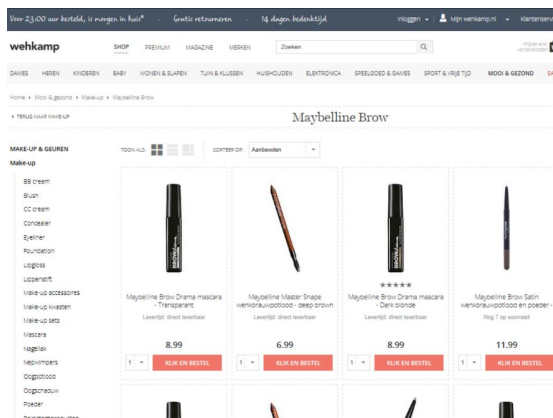 Voor 23:00 uur besteld, is morgen in huis*
Gratis retourneren
14 dagen bedenktijd
Inloggen
Mijn wehkamp.nl
Klantenserv
wehkamp
SHOP
PREMIUM
MAGAZINE
MERKEN
Zoeken
DAMES
HEREN
KINDEREN
BABY
WONEN & SLAPEN
TUIN & KLUSSEN
HUISHOUDEN
ELEKTRONICA
SPEELGOED & GAMES
SPORT & VRIJE TIJD
MOOI & GEZOND
SA
Home
Mooi & gezond
Make-up
Maybelline Brow
TERUG NAAR MAKE-UP
Maybelline Brow
MAKE-UP & GEUREN
Make-up
BB cream
Blush
CC cream
Concealer
Eyeliner
Foundation
Lipgloss
Lippenstift
Make-up accessoires
Make-up kwasten
Make-up sets
Mascara
Nagellak
Nepwimpers
Oogpotlood
Oogschaduw
Poeder
TOON ALS:
SORTEER OP:
Aanbevolen
Maybelline Brow Drama mascara
- Transparant
Levertijd: direct leverbaar
8.99
1
KLIK EN BESTEL
Maybelline Master Shape
wenkbrauwpotlood - deep brown
Levertijd: direct leverbaar
6.99
1
KLIK EN BESTEL
Maybelline Brow Drama mascara
- Dark blonde
Levertijd: direct leverbaar
8.99
1
KLIK EN BESTEL
Maybelline Brow Satin
wenkbrauwpotlood en poeder -
Nog 7 op voorraad
11.99
1
KLIK EN BESTEL